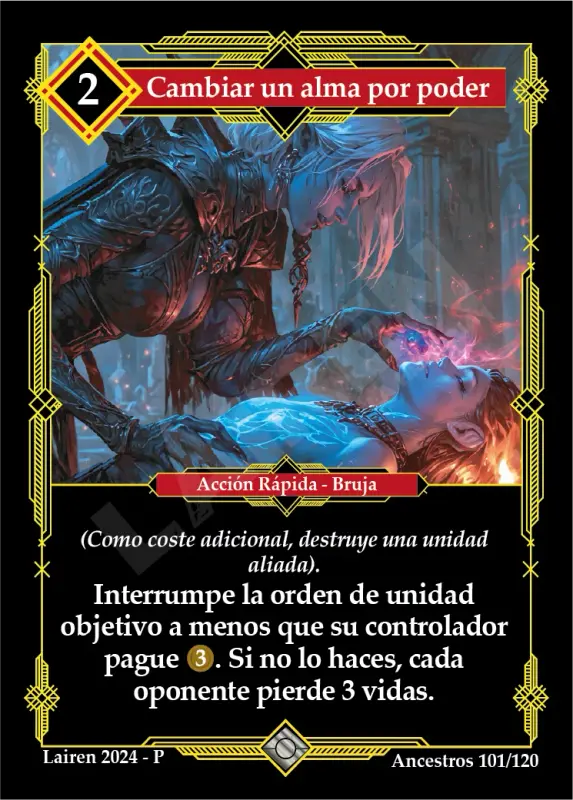 2
Cambiar un alma por poder
Acción Rápida - Bruja
(Como coste adicional, destruye una unidad
aliada).
Interrumpe la orden de unidad
objetivo a menos que su controlador
pague 3. Si no lo haces, cada
oponente pierde 3 vidas.
Lairen 2024 - P
Ancestros 101/120